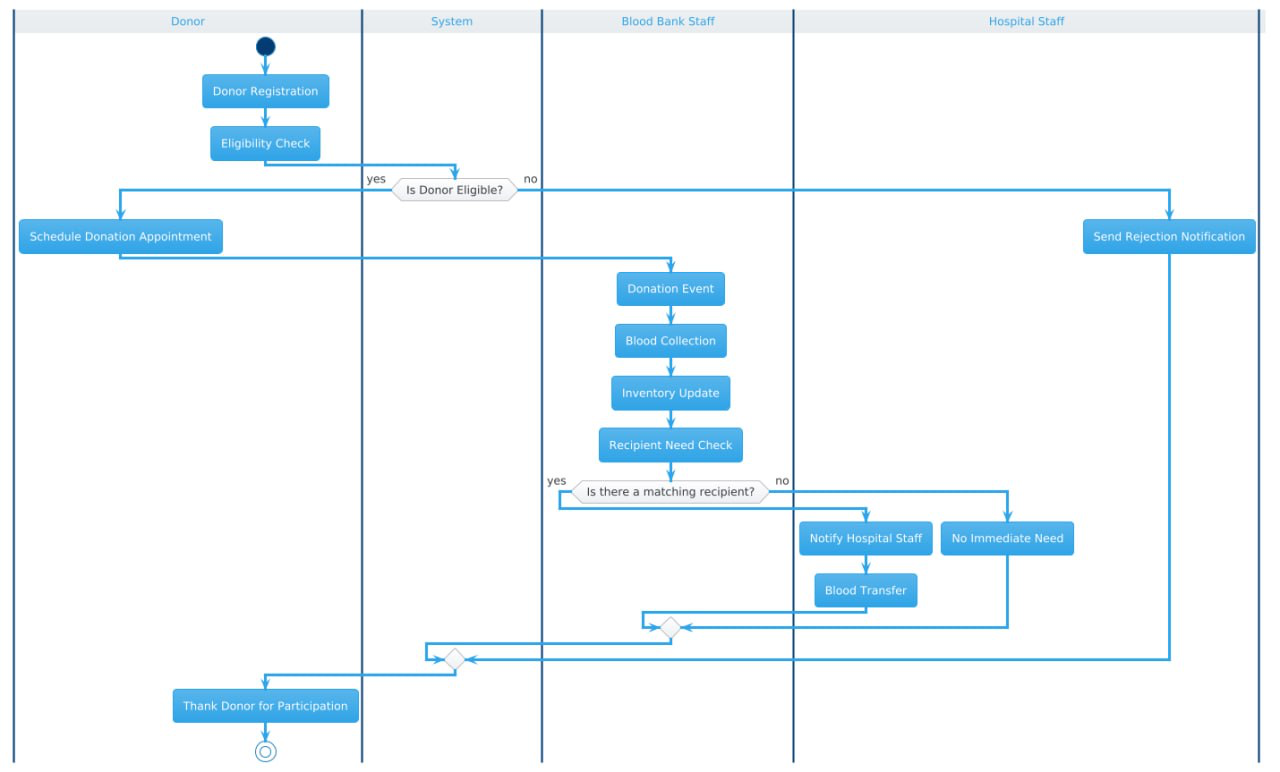 Donor
System
Blood Bank Staff
Hospital Staff
Donor Registration
Eligibility Check
yes
Is Donor Eligible?
no
Schedule Donation Appointment
Send Rejection Notification
Donation Event
Blood Collection
Inventory Update
Recipient Need Check
yes
Is there a matching recipient?
no
Notify Hospital Staff
No Immediate Need
Blood Transfer
Thank Donor for Participation